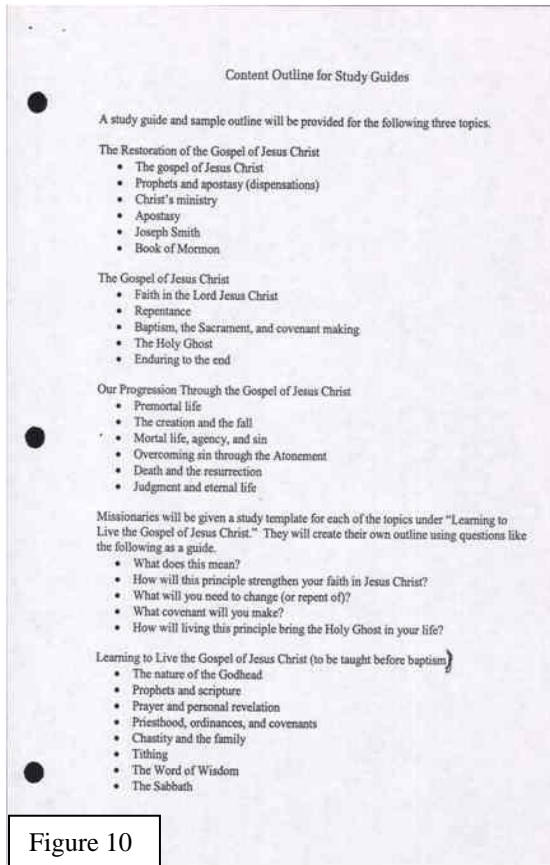 Content Outline for Study Guides
A study guide and sample outline will be provided for the following three topics.
The Restoration of the Gospel of Jesus Christ
• The gospel of Jesus Christ
• Prophets and apostasy (dispensations)
• Christ's ministry
• Apostasy
• Joseph Smith
• Book of Mormon
The Gospel of Jesus Christ
• Faith in the Lord Jesus Christ
• Repentance
• Baptism, the Sacrament, and covenant making
• The Holy Ghost
• Enduring to the end
Our Progression Through the Gospel of Jesus Christ
• Premortal life
• The creation and the fall
• Mortal life, agency, and sin
• Overcoming sin through the Atonement
• Death and the resurrection
• Judgment and eternal life
Missionaries will be given a study template for each of the topics under "Learning to
Live the Gospel of Jesus Christ." They will create their own outline using questions like
the following as a guide.
• What does this mean?
• How will this principle strengthen your faith in Jesus Christ?
• What will you need to change (or repent of)?
• What covenant will you make?
• How will living this principle bring the Holy Ghost in your life?
Learning to Live the Gospel of Jesus Christ (to be taught before baptism)
• The nature of the Godhead
• Prophets and scripture
• Prayer and personal revelation
• Priesthood, ordinances, and covenants
• Chastity and the family
• Tithing
• The Word of Wisdom
• The Sabbath
Figure 10